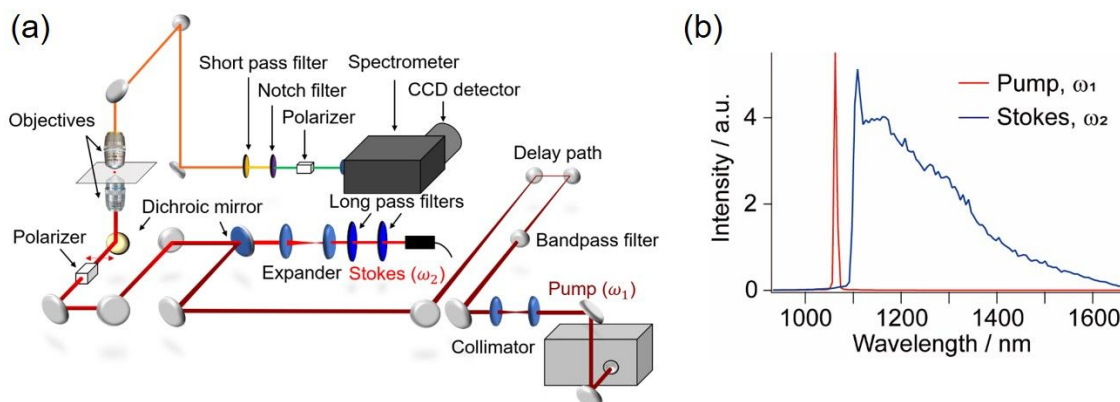 (a)
Short pass filter
Spectrometer
Notch filter
CCD detector
Polarizer
Objectives
Delay path
Dichroic mirror
Long pass filters
Polarizer
Bandpass filter
Expander
Stokes (ω₂)
Pump (ω₁)
Collimator
(b)
Pump, ω₁
Stokes, ω₂
Intensity / a.u.
4
2
0
1000 1200 1400 1600
Wavelength / nm